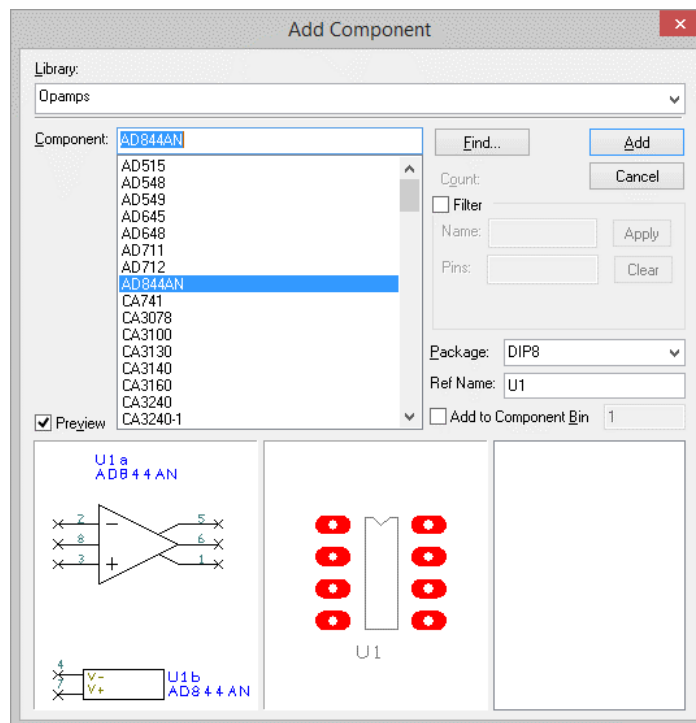 Add Component
×
Library:
Opamps
Component:
AD844AN
Find...
Add
Cancel
AD515
AD548
AD549
AD645
AD648
AD711
AD712
AD844AN
CA741
CA3078
CA3100
CA3130
CA3140
CA3160
CA3240
CA3240-1
Count:
Filter
Name:
Apply
Pins:
Clear
Package:
DIP8
Ref Name:
U1
Add to Component Bin
1
Preview
U1a
AD844AN
2
-
5
8
6
3
+
1
4
V-
7
V+
U1b
AD844AN
U1